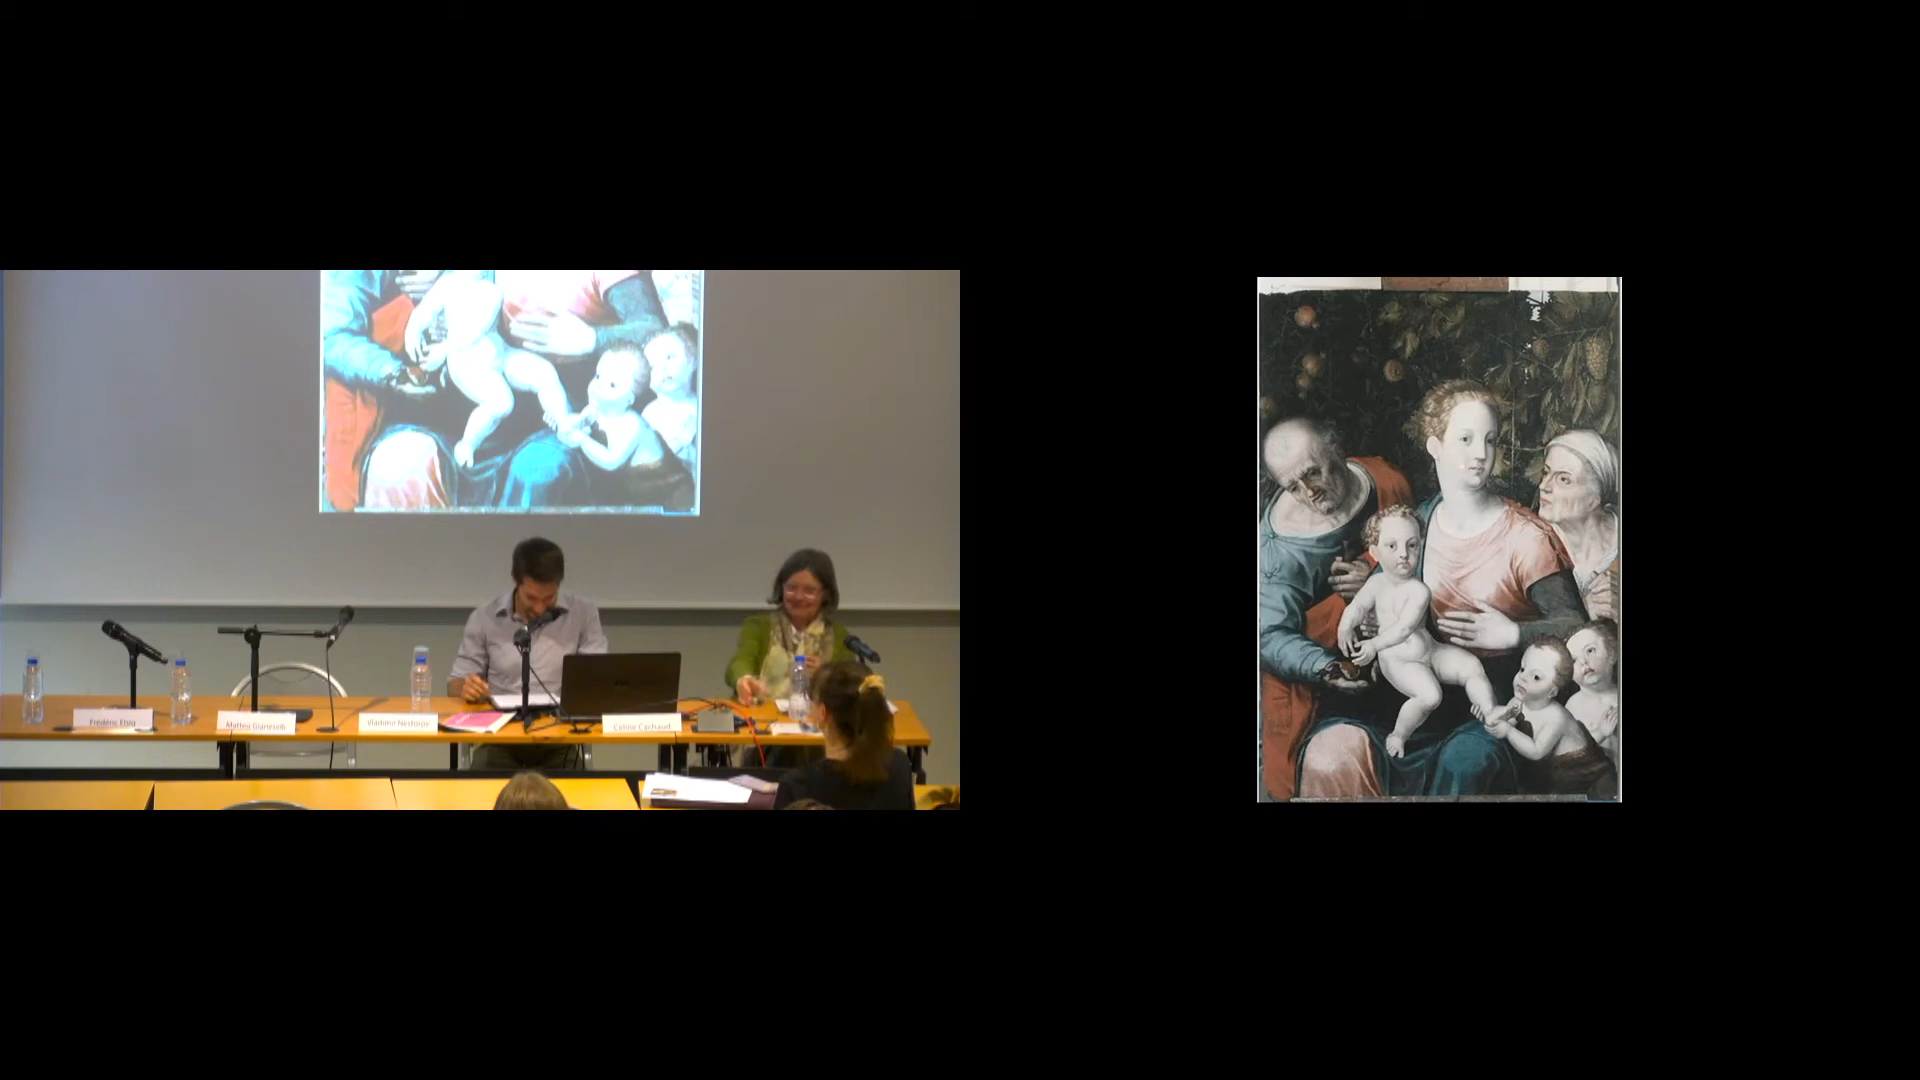 Frédéric Elsig
Matteo Gianeselli
Vladimir Nestorov
Céline Cachaud